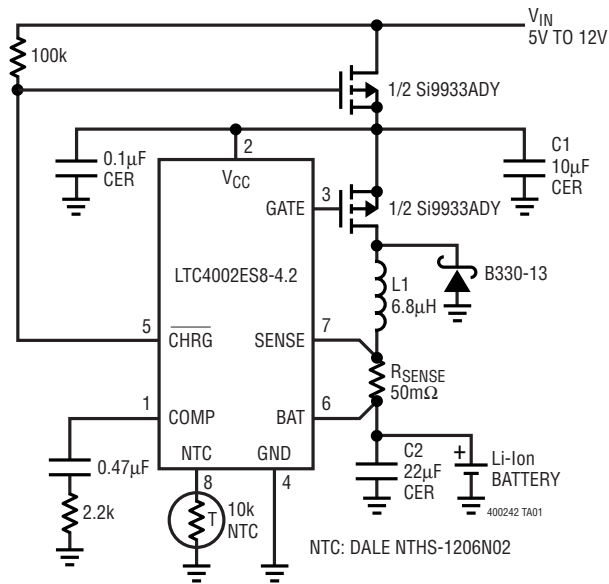 V_IN
5V TO 12V
100k
1/2 Si9933ADY
0.1µF
CER
2
V_CC
C1
10µF
CER
GATE
3
1/2 Si9933ADY
LTC4002ES8-4.2
L1
6.8µH
B330-13
5
CHRG
SENSE
7
R_SENSE
50mΩ
1
COMP
BAT
6
NTC
GND
0.47µF
8
4
C2
22µF
CER
+
Li-Ion
BATTERY
2.2k
T
10k
NTC
400242 TA01
NTC: DALE NTHS-1206N02